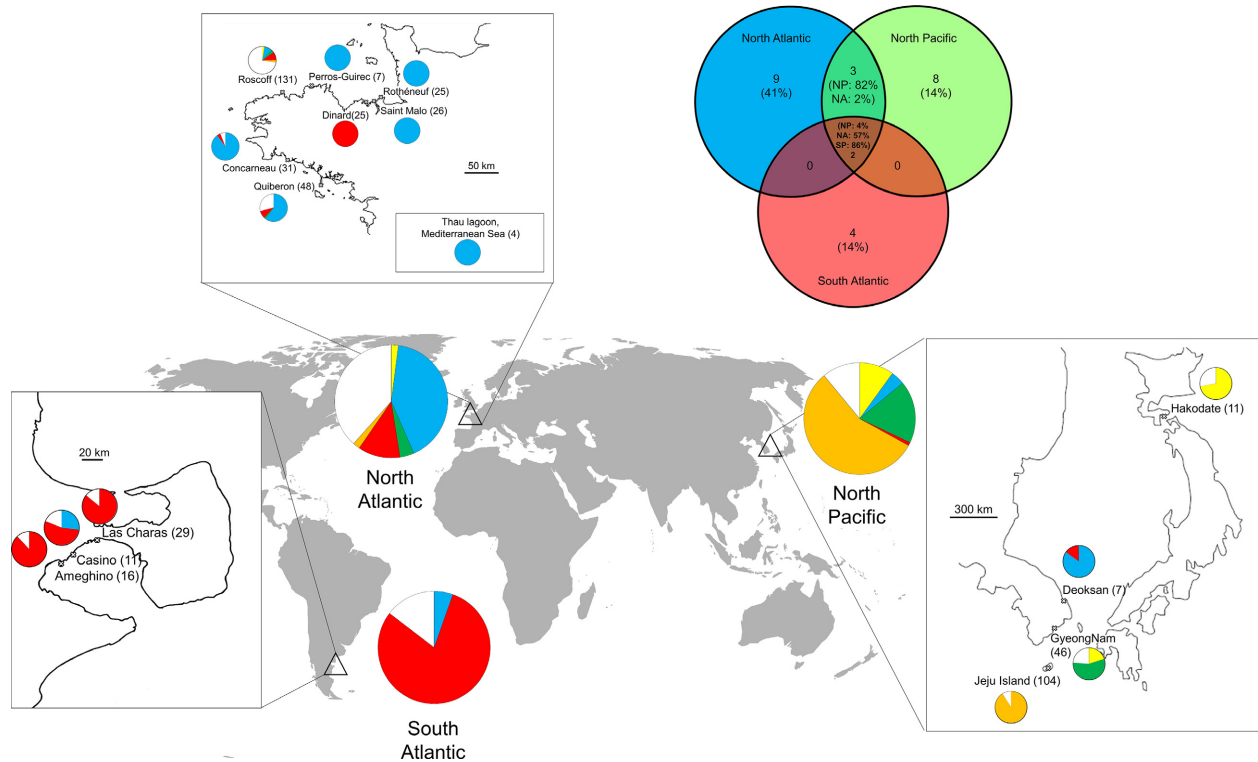 Roscoff (131)
Perros-Guirec (7)
Rothéneuf (25)
Dinard(25)
Saint Malo (26)
Concarneau (31)
Quiberon (48)
50 km
Thau lagoon,
Mediterranean Sea (4)
North Atlantic
North Pacific
9
(41%)
3
(NP: 82%
NA: 2%)
8
(14%)
(NP: 4%
NA: 57%
SP: 86%)
2
0
0
4
(14%)
South Atlantic
20 km
Las Charas (29)
Casino (11)
Ameghino (16)
North
Atlantic
North
Pacific
South
Atlantic
Hakodate (11)
300 km
Deoksan (7)
GyeongNam
(46)
Jeju Island (104)